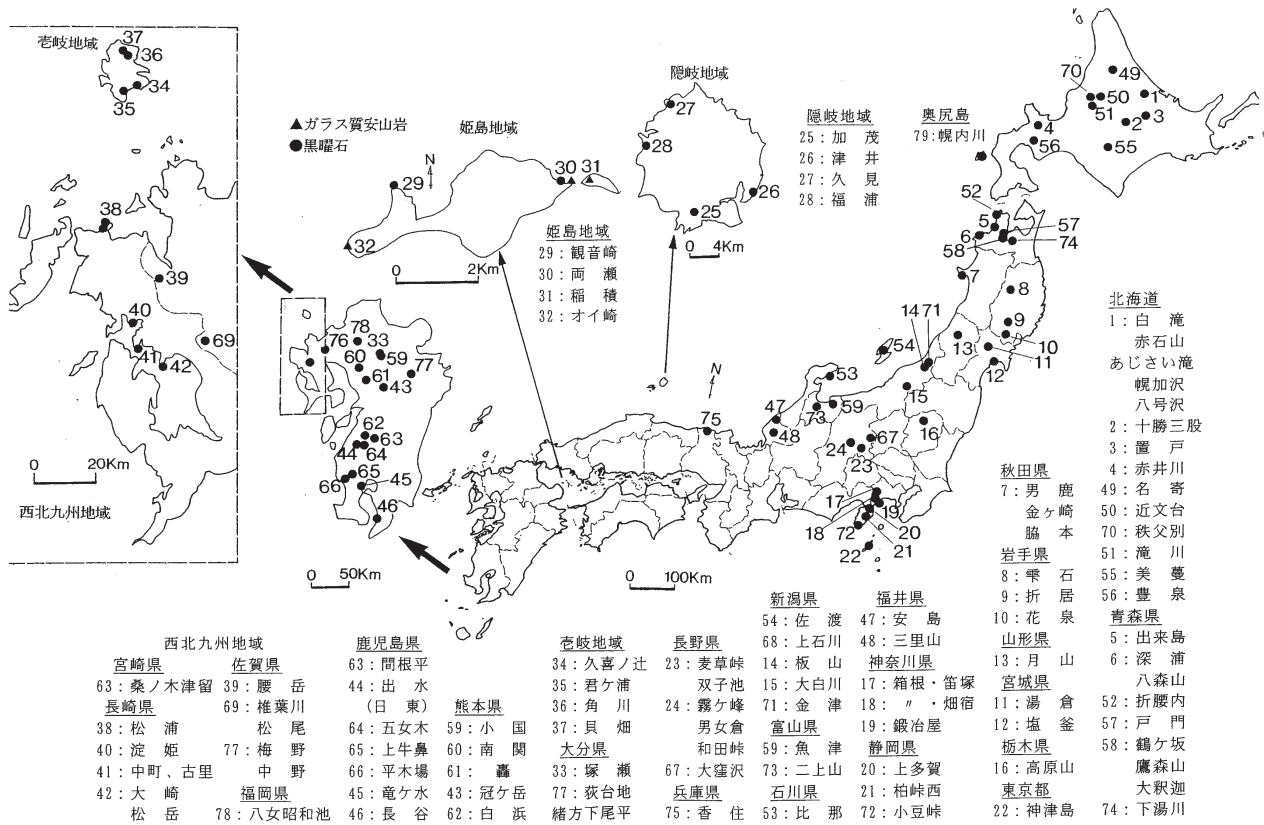 壱岐地域
37
36
34
35
38
39
40
41
42
69
0 20Km
西北九州地域
▲ガラス質安山岩
●黒曜石
姫島地域
N
29
30
31
32
0 2Km
姫島地域
29：観音崎
30：両瀬
31：稲積
32：オイ崎
隠岐地域
27
28
26
25
0 4Km
隠岐地域
25：加茂
26：津井
27：久見
28：福浦
奥尻島
79：幌内川
70
49
50
1
51
2
3
4
56
55
52
5
57
6
58
74
7
8
9
10
11
12
13
14
71
54
53
15
59
73
16
47
48
67
24
23
17
19
18
20
72
21
22
75
N
76
78
33
59
60
61
77
43
62
63
44
64
65
66
45
46
0 50Km
0 100Km
北海道
1：白滝
赤石山
あじさい滝
幌加沢
八号沢
2：十勝三股
3：置戸
4：赤井川
49：名寄
50：近文台
70：秩父別
51：滝川
55：美蔓
56：豊泉
青森県
5：出来島
6：深浦
八森山
52：折腰内
57：戸門
58：鶴ケ坂
鷹森山
大釈迦
74：下湯川
秋田県
7：男鹿
金ヶ崎
脇本
岩手県
8：雫石
9：折居
10：花泉
山形県
13：月山
宮城県
11：湯倉
12：塩釜
栃木県
16：高原山
東京都
22：神津島
新潟県
54：佐渡
68：上石川
14：板山
15：大白川
71：金津
富山県
59：魚津
73：二上山
石川県
53：比那
福井県
47：安島
48：三里山
神奈川県
17：箱根・笛塚
18：〃・畑宿
19：鍛冶屋
静岡県
20：上多賀
21：柏峠西
72：小豆峠
長野県
23：麦草峠
双子池
24：霧ケ峰
男女倉
和田峠
67：大窪沢
兵庫県
75：香住
壱岐地域
34：久喜ノ辻
35：君ケ浦
36：角川
37：貝畑
大分県
33：塚瀬
77：荻台地
緒方下尾平
鹿児島県
63：間根平
44：出水
（日東）
64：五女木
65：上牛鼻
66：平木場
45：竜ケ水
46：長谷
熊本県
59：小国
60：南関
61：轟
43：冠ケ岳
62：白浜
西北九州地域
宮崎県
63：桑ノ木津留
長崎県
38：松浦
40：淀姫
41：中町、古里
42：大崎
松岳
佐賀県
39：腰岳
69：椎葉川
松尾
77：梅野
中野
福岡県
78：八女昭和池